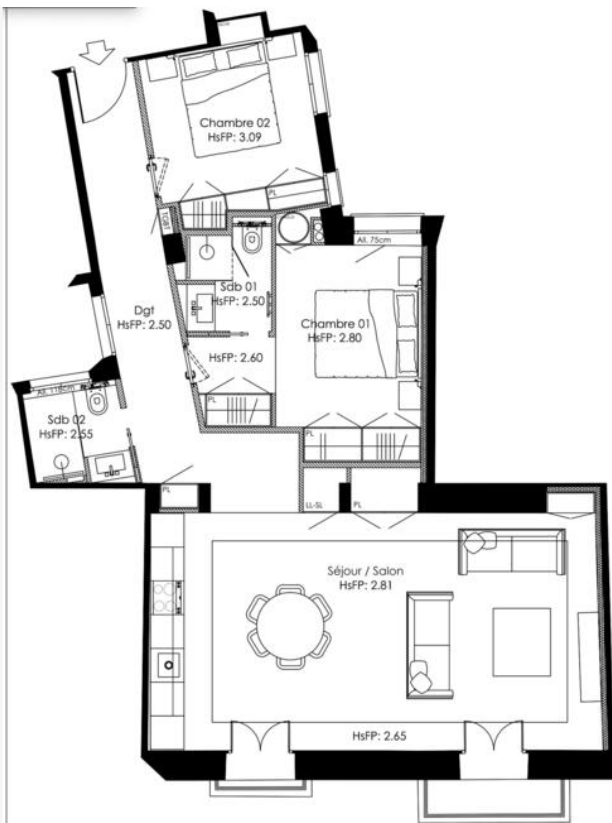 Chambre 02
HsFP: 3.09
PL
TGBT
Sdb 01
HsFP: 2.50
All. 75cm
Dgt
HsFP: 2.50
Chambre 01
HsFP: 2.80
HsFP: 2.60
PL
Sdb 02
HsFP: 2.55
PL
PL
LL-SL
PL
Séjour / Salon
HsFP: 2.81
HsFP: 2.65